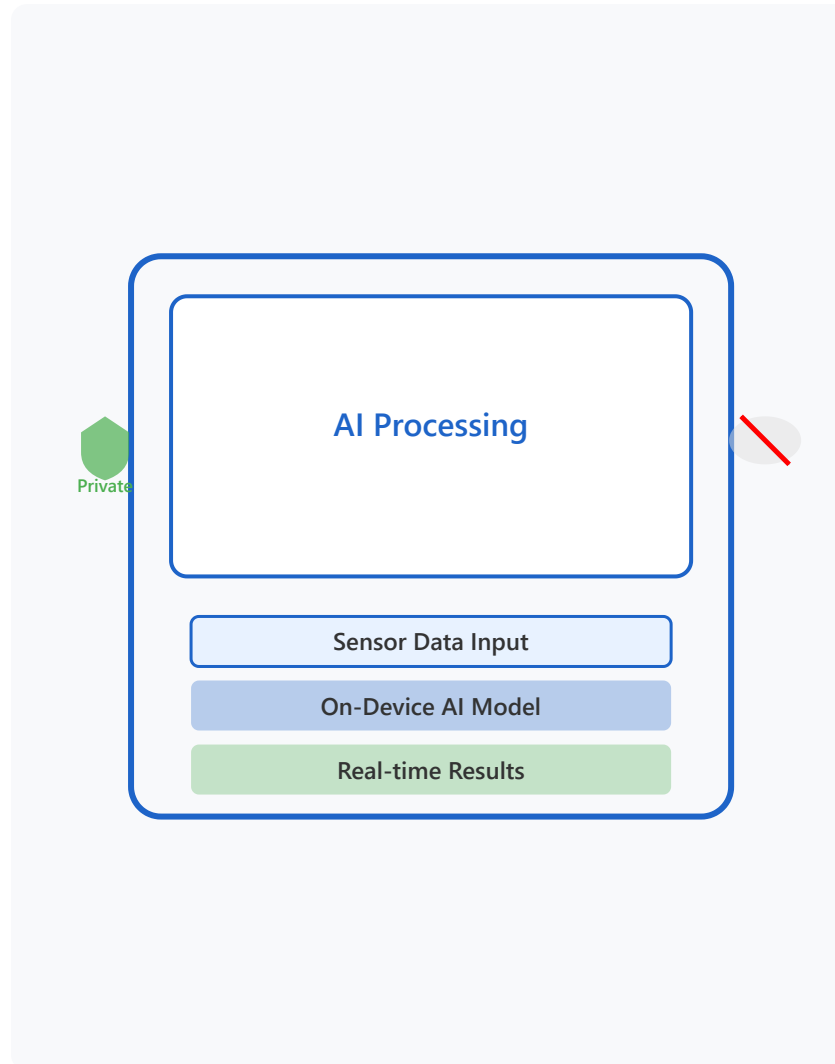 AI Processing
Private
Sensor Data Input
On-Device AI Model
Real-time Results